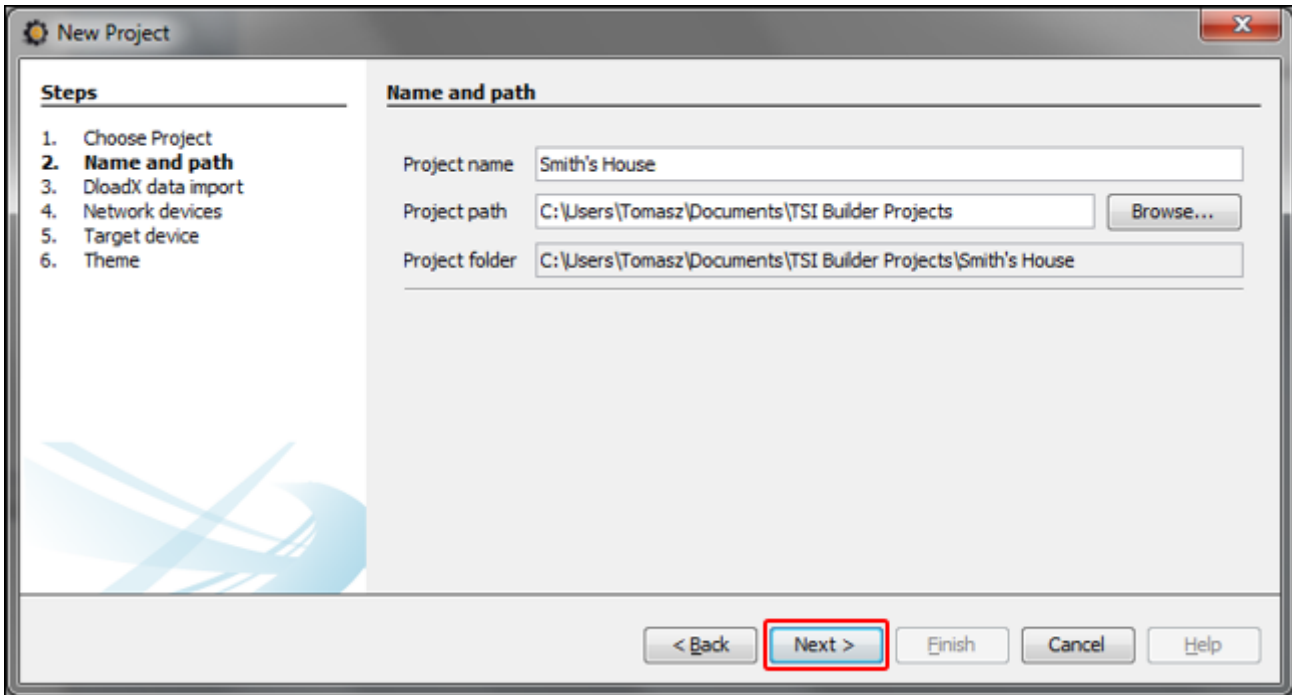 New Project
Steps
1. Choose Project
2. Name and path
3. DloadX data import
4. Network devices
5. Target device
6. Theme
Name and path
Project name Smith's House
Project path C:\Users\Tomasz\Documents\TSI Builder Projects Browse...
Project folder C:\Users\Tomasz\Documents\TSI Builder Projects\Smith's House
< Back Next > Finish Cancel Help